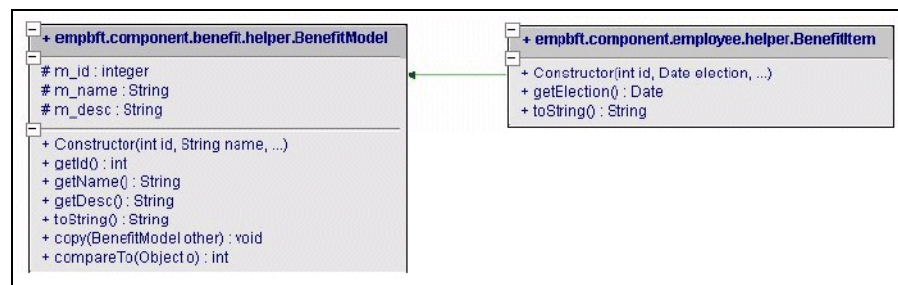 + empbft.component.benefit.helper.BenefitModel
# m_id : integer
# m_name : String
# m_desc : String
+ Constructor(int id, String name, ...)
+ getId() : int
+ getName() : String
+ getDesc() : String
+ toString() : String
+ copy(BenefitModel other) : void
+ compareTo(Object o) : int
+ empbft.component.employee.helper.BenefitItem
+ Constructor(int id, Date election, ...)
+ getElection() : Date
+ toString() : String